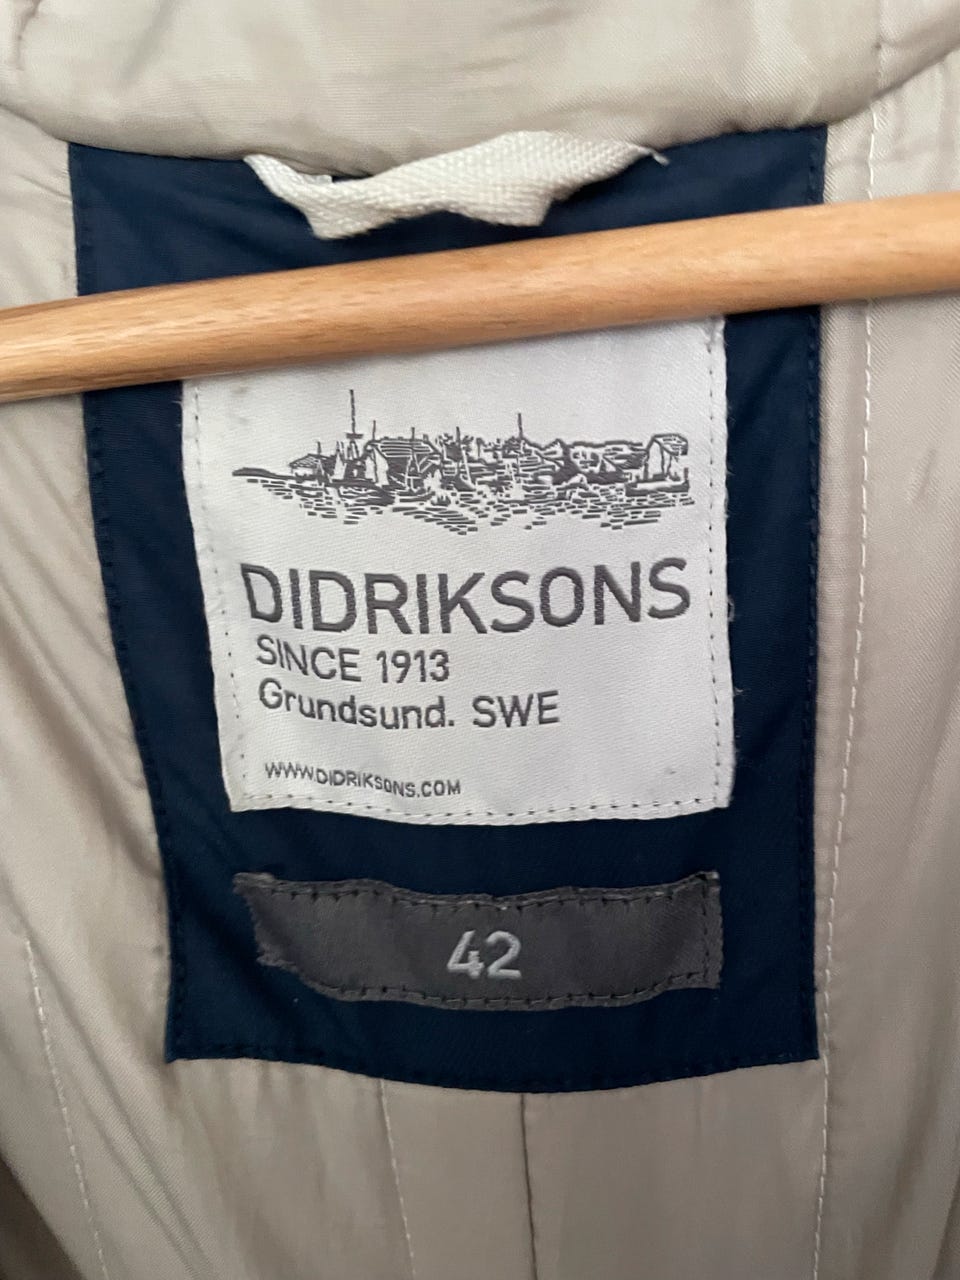 DIDRIKSONS
SINCE 1913
Grundsund. SWE
WWW.DIDRIKSONS.COM
42